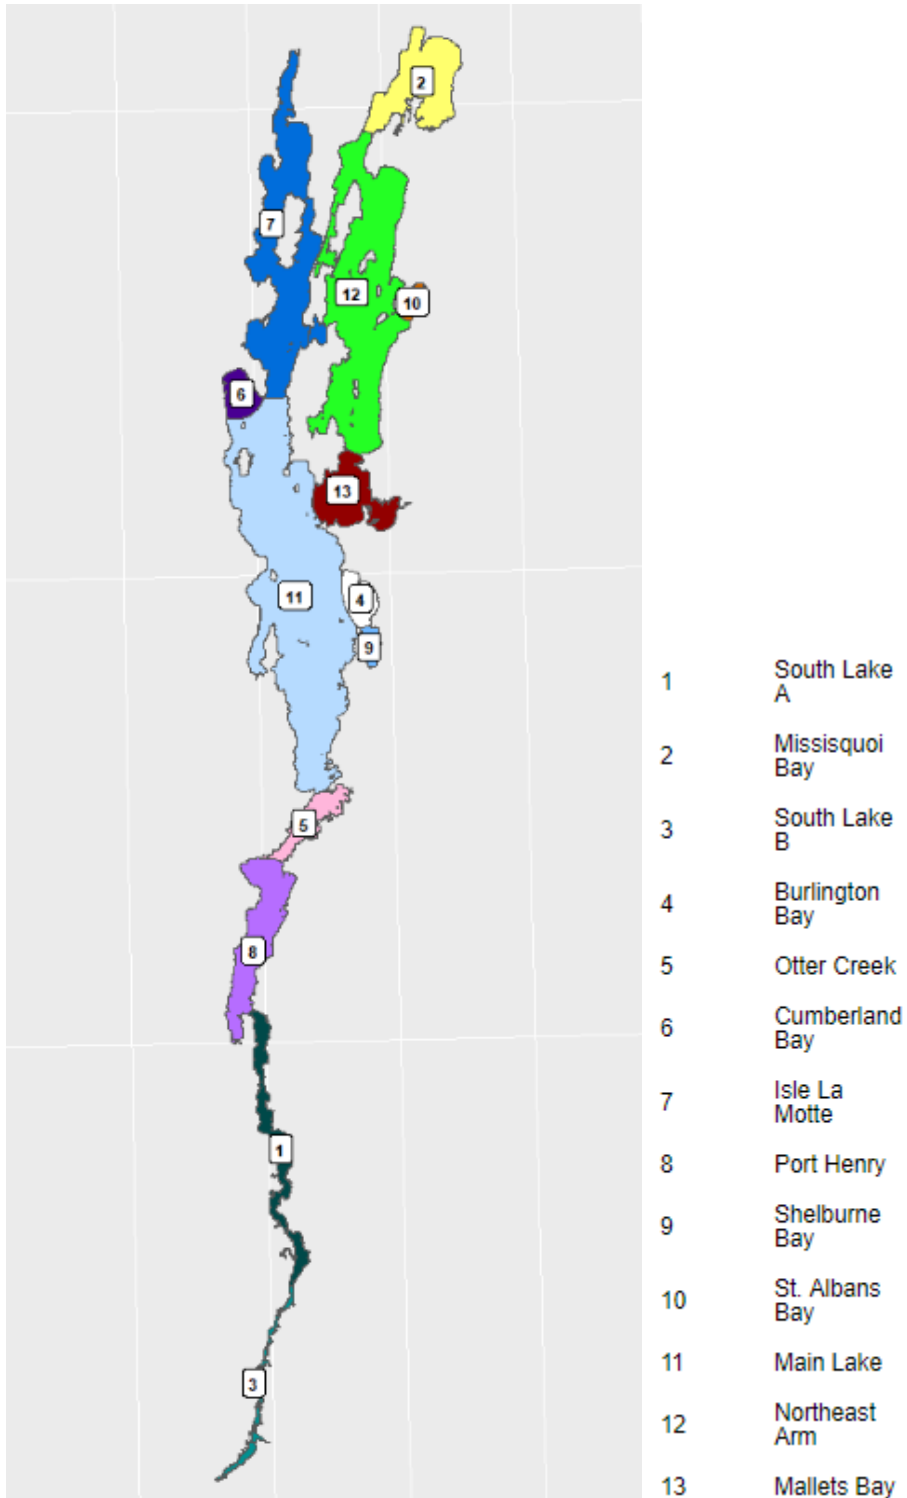 2
7
12
10
6
13
11
4
9
5
8
1
3
1 South Lake
A
2 Missisquoi
Bay
3 South Lake
B
4 Burlington
Bay
5 Otter Creek
6 Cumberland
Bay
7 Isle La
Motte
8 Port Henry
9 Shelburne
Bay
10 St. Albans
Bay
11 Main Lake
12 Northeast
Arm
13 Mallets Bay